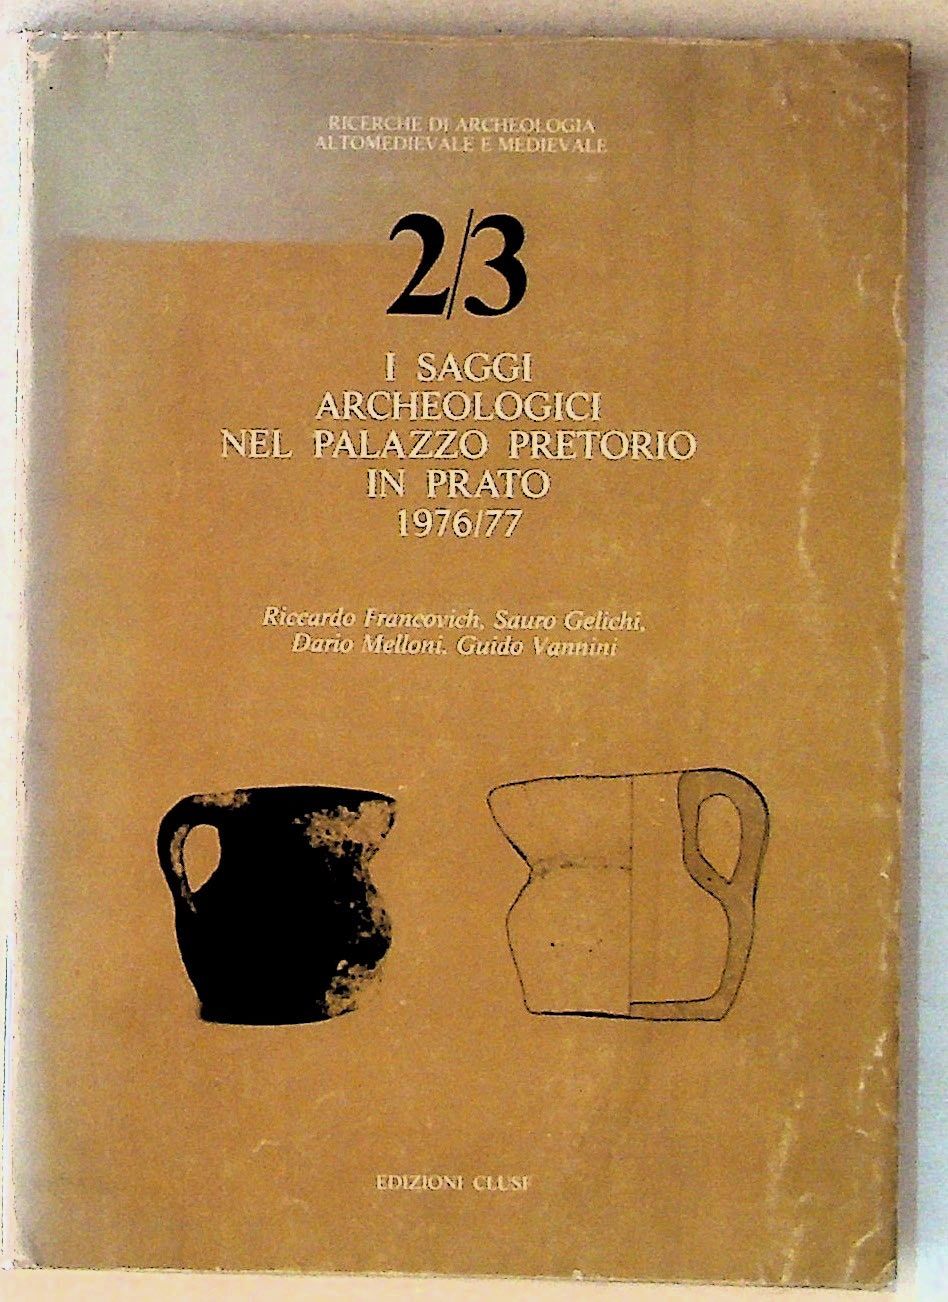 RICERCHE DI ARCHEOLOGIA
ALTOMEDIEVALE E MEDIEVALE
2/3
I SAGGI
ARCHEOLOGICI
NEL PALAZZO PRETORIO
IN PRATO
1976/77
Riccardo Francovich, Sauro Gelichi,
Dario Melloni, Guido Vannini
EDIZIONI CLUSF